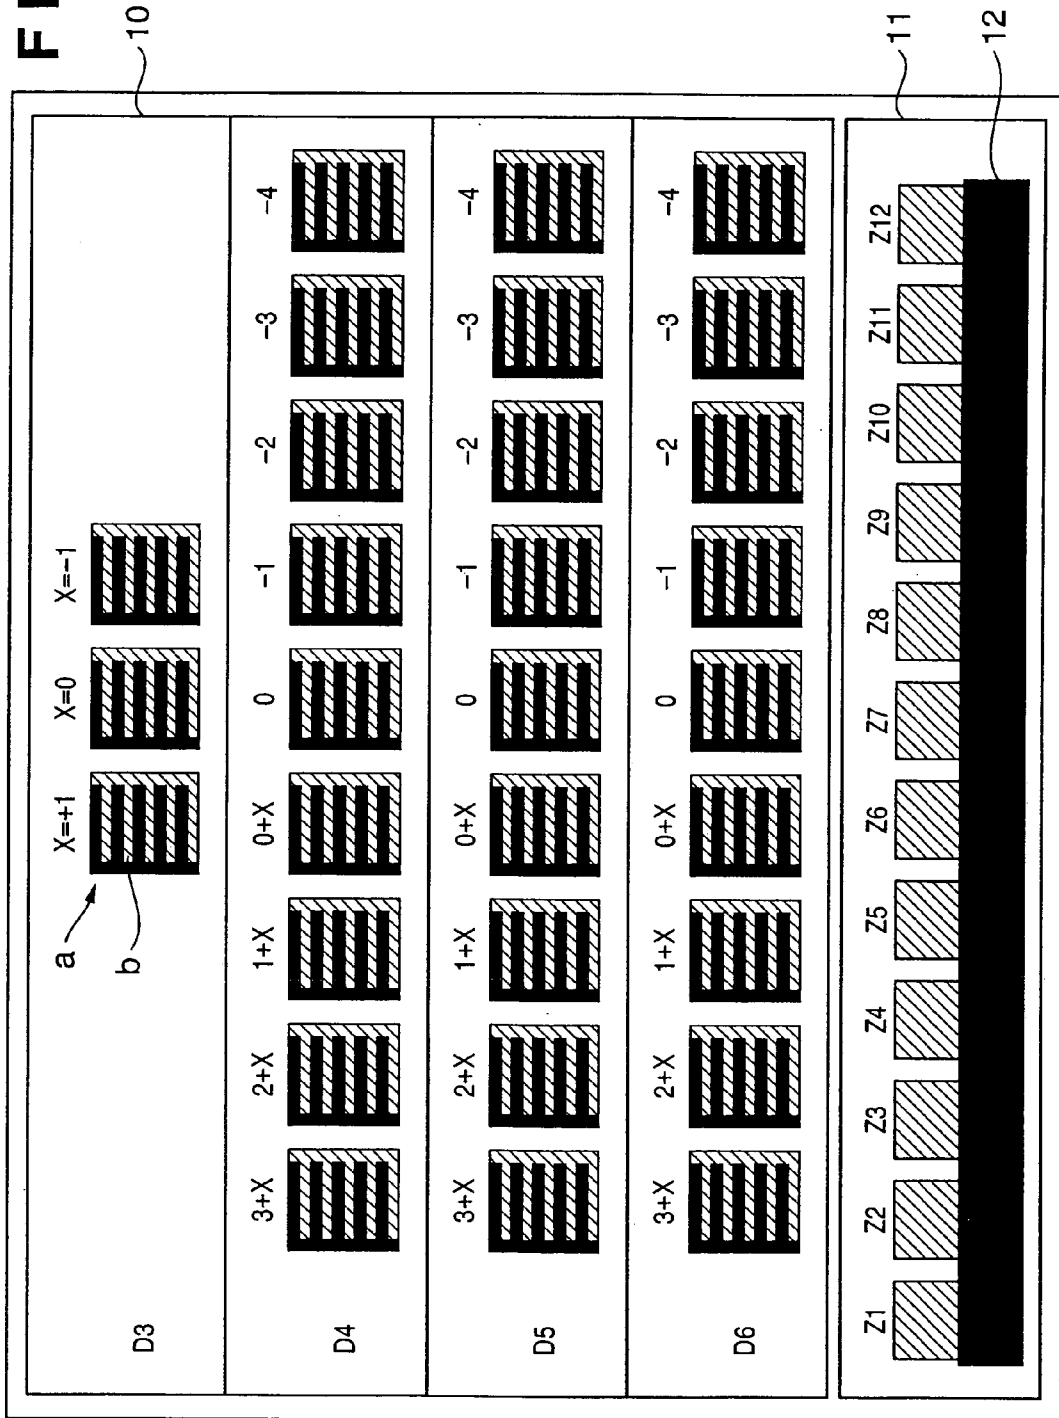 10
X=+1 X=0 X=-1
a
b
D3
3+X 2+X 1+X 0+X 0 -1 -2 -3 -4
D4
3+X 2+X 1+X 0+X 0 -1 -2 -3 -4
D5
3+X 2+X 1+X 0+X 0 -1 -2 -3 -4
D6
11
Z1 Z2 Z3 Z4 Z5 Z6 Z7 Z8 Z9 Z10 Z11 Z12
12